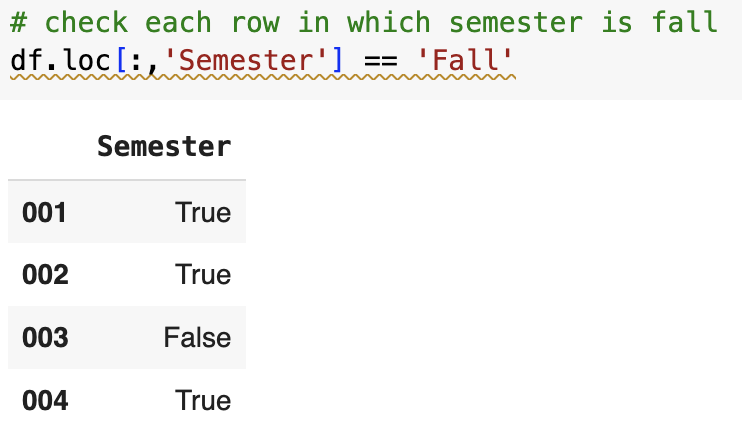 # check each row in which semester is fall
df.loc[:,'Semester'] == 'Fall'
Semester
001 True
002 True
003 False
004 True